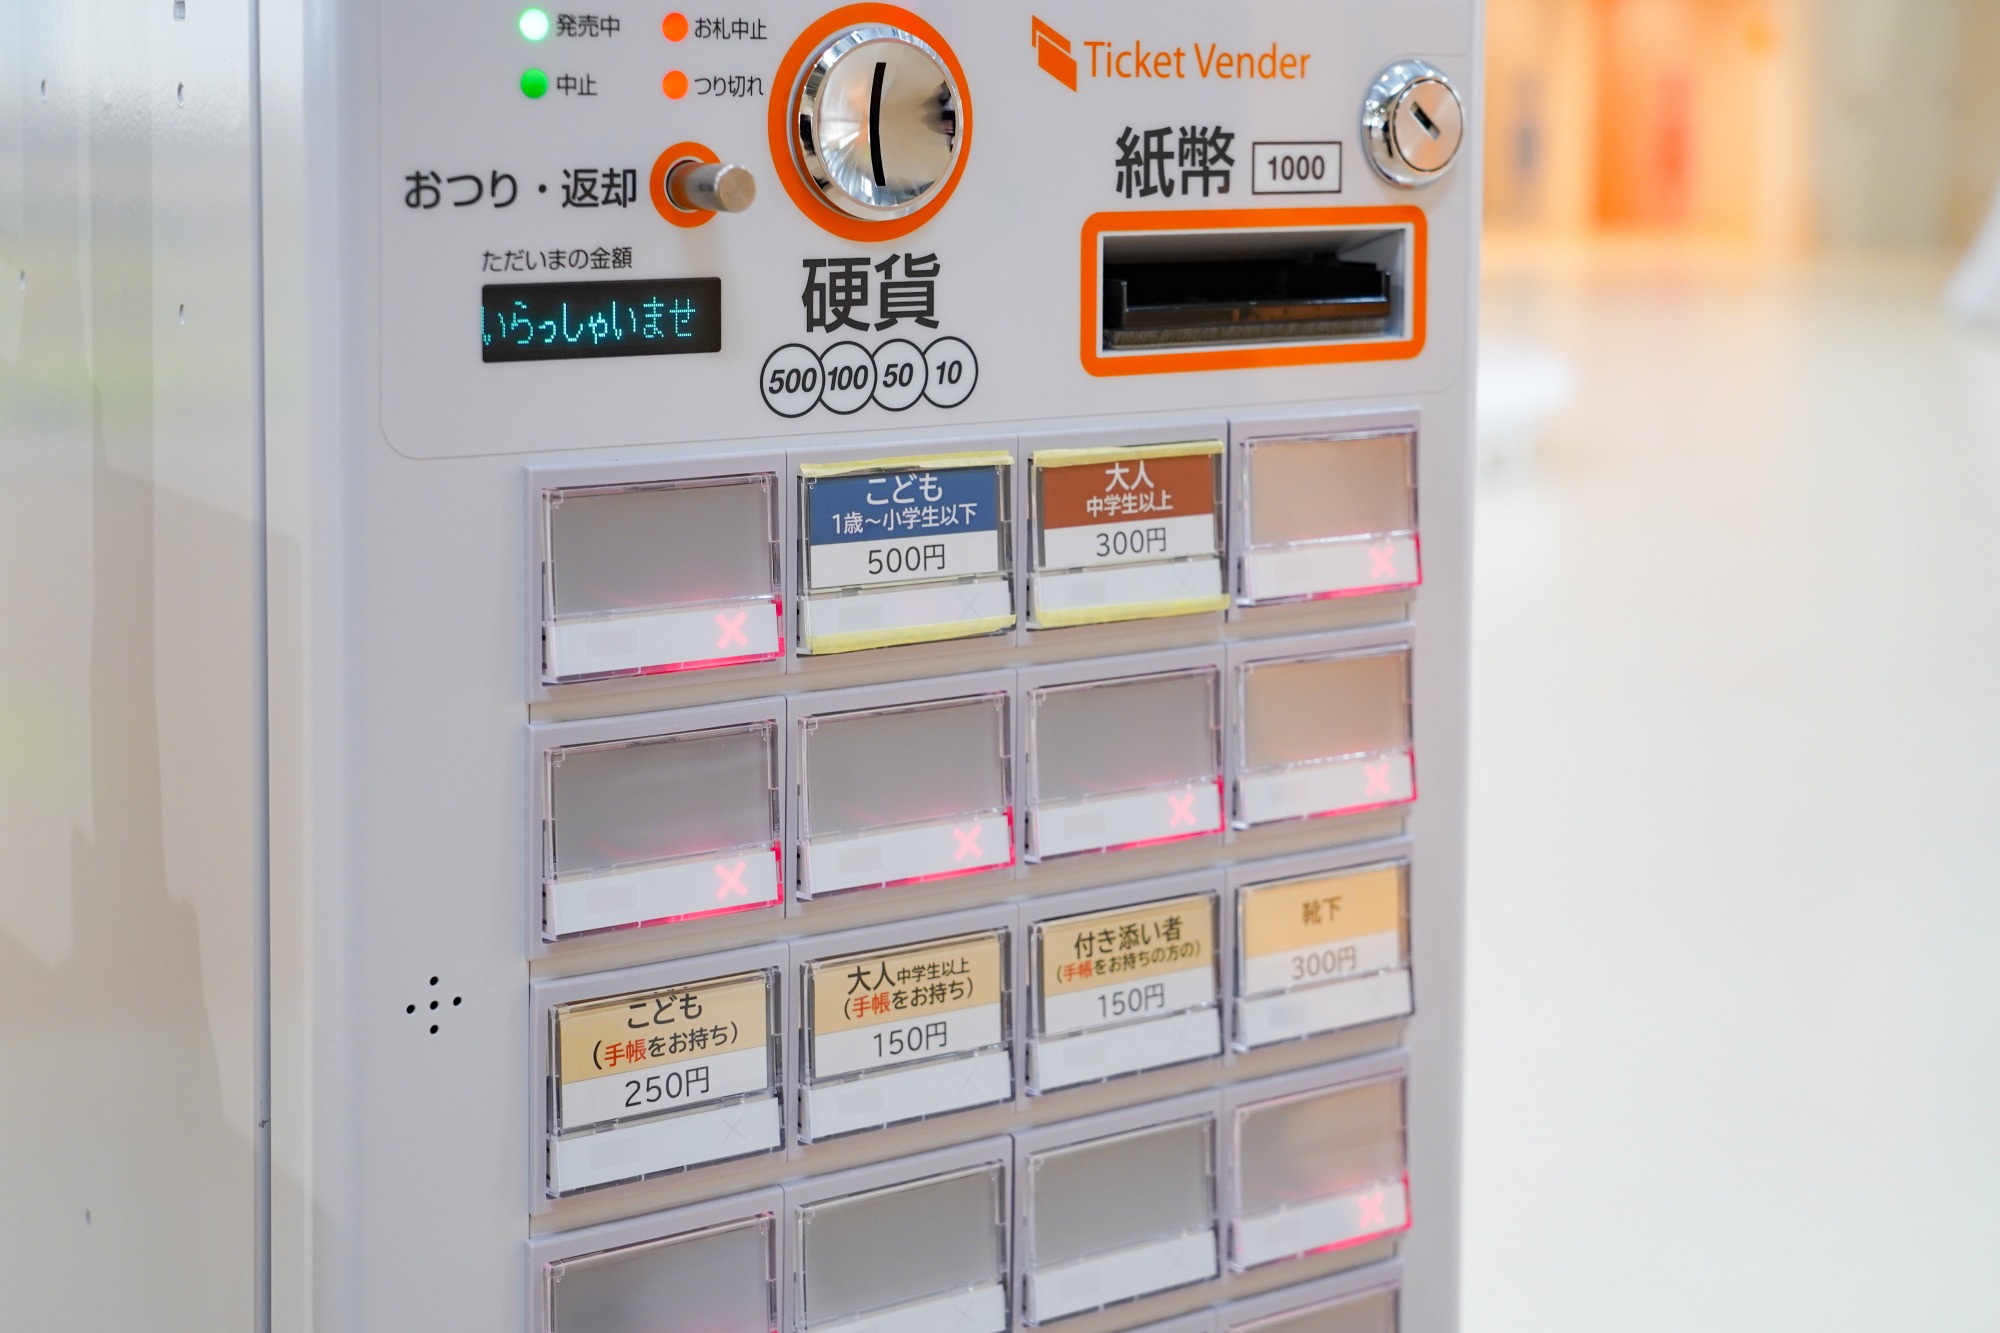 発売中
お札中止
中止
つり切れ
Ticket Vender
おつり・返却
紙幣 1000
ただいまの金額
いらっしゃいませ
硬貨
500 100 50 10
こども
1歳～小学生以下
500円
大人
中学生以上
300円
こども
(手帳をお持ち)
250円
大人中学生以上
(手帳をお持ち)
150円
付き添い者
(手帳をお持ちの方の)
150円
靴下
300円